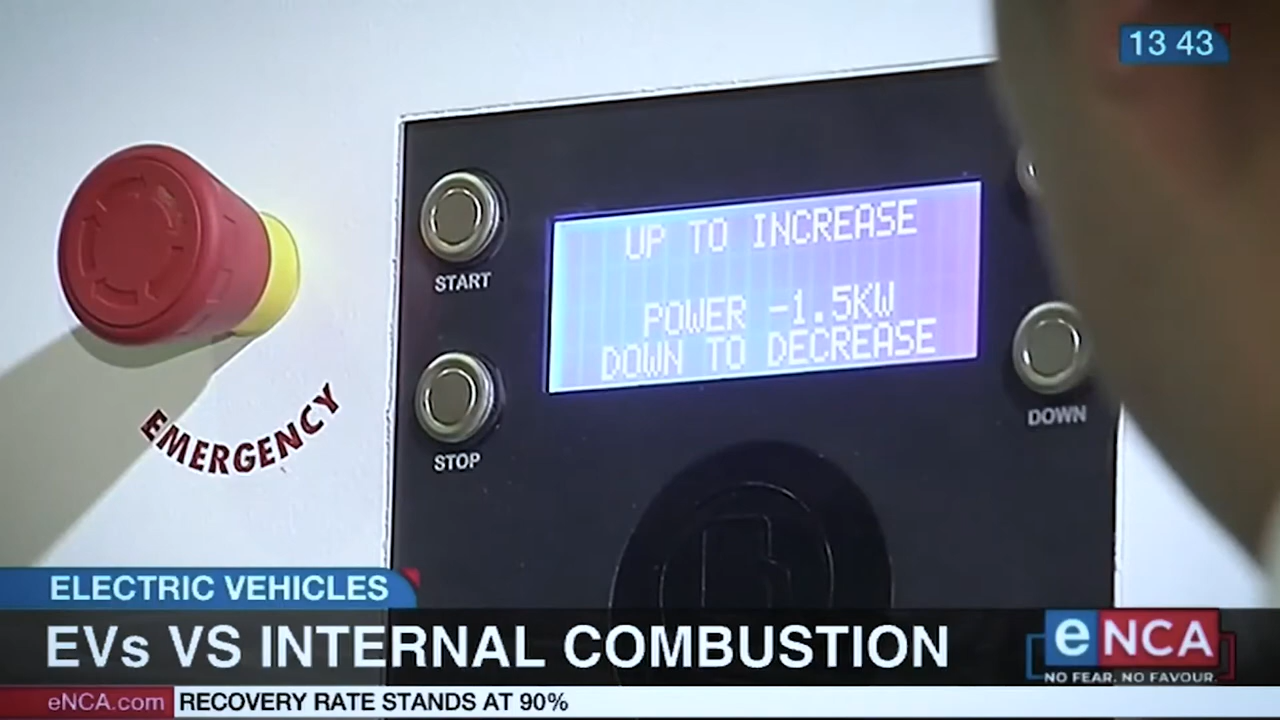 13 43
UP TO INCREASE
START
POWER -1.5KW
DOWN TO DECREASE
STOP
DOWN
EMERGENCY
ELECTRIC VEHICLES
EVs VS INTERNAL COMBUSTION
eNCA
NO FEAR. NO FAVOUR.
eNCA.com
RECOVERY RATE STANDS AT 90%